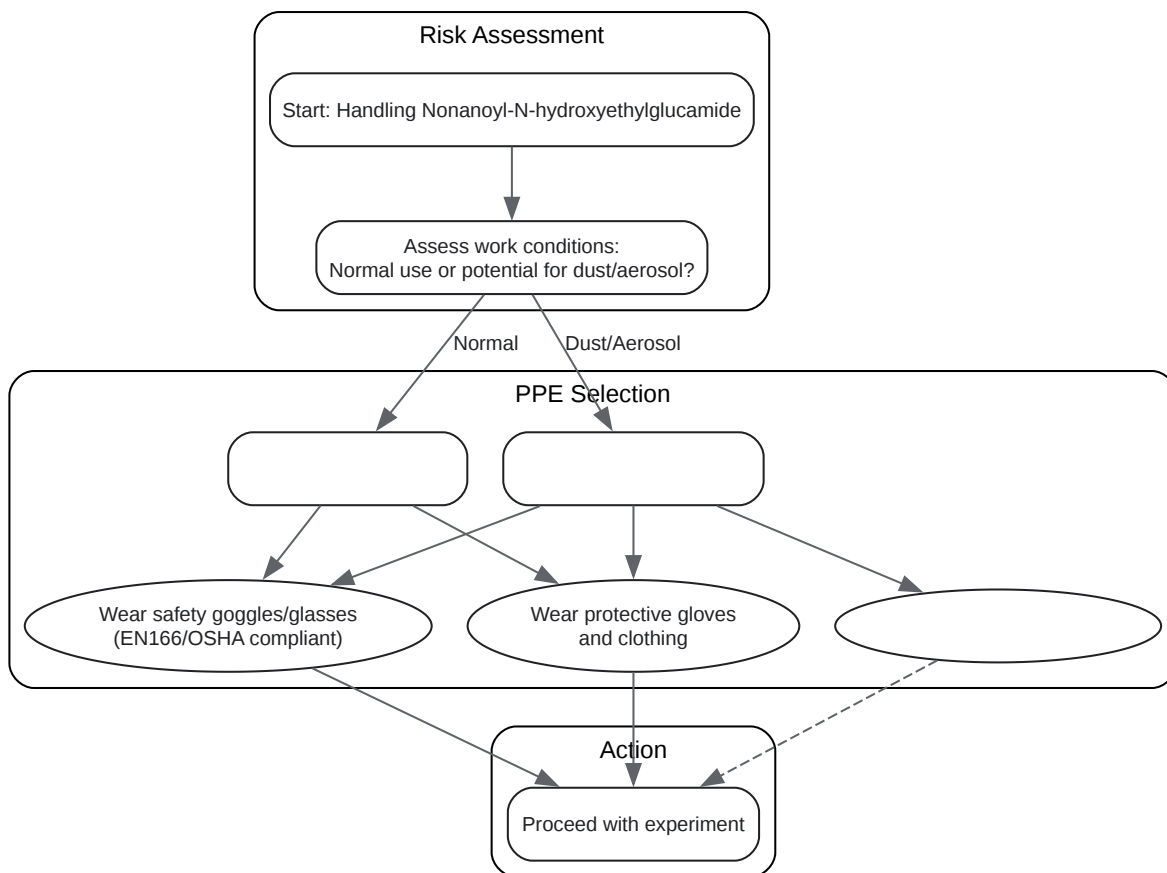 Risk Assessment
Start: Handling Nonanoyl-N-hydroxyethylglucamide
Assess work conditions:
Normal use or potential for dust/aerosol?
Normal
Dust/Aerosol
PPE Selection
Wear safety goggles/glasses
(EN166/OSHA compliant)
Wear protective gloves
and clothing
Action
Proceed with experiment